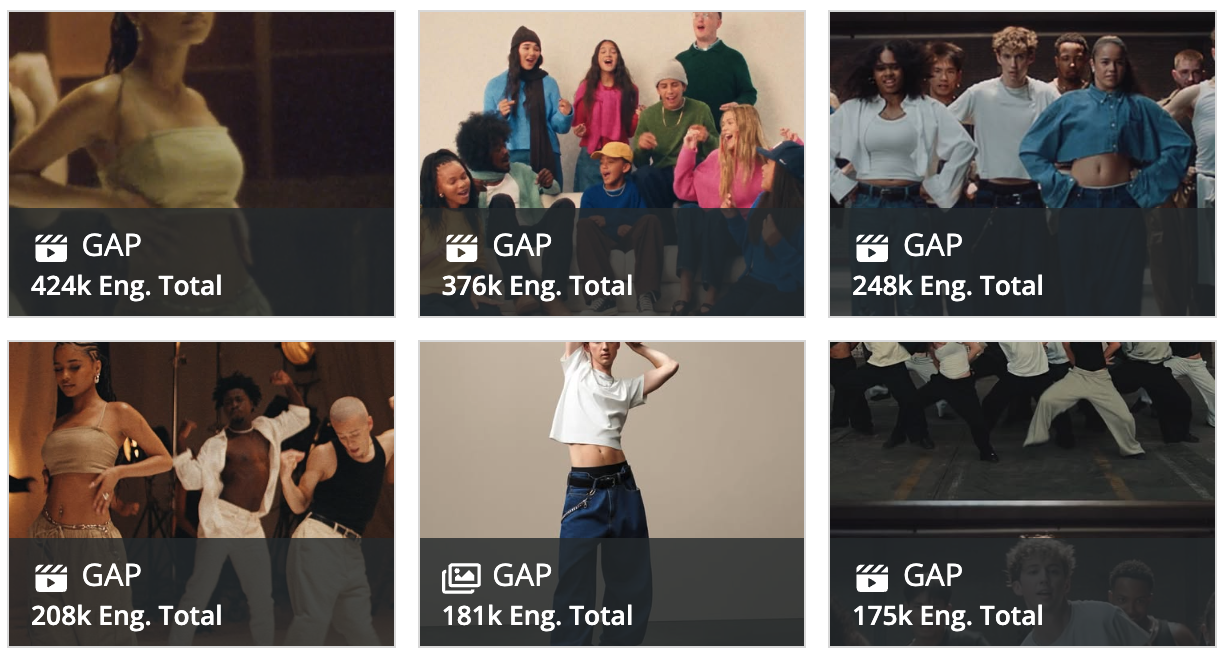 GAP
424k Eng. Total
GAP
376k Eng. Total
GAP
248k Eng. Total
GAP
208k Eng. Total
GAP
181k Eng. Total
GAP
175k Eng. Total